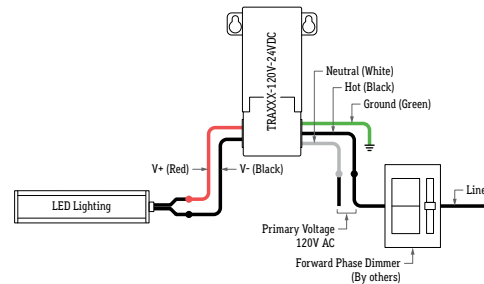 TRAXXX-120V-24VDC
Neutral (White)
Hot (Black)
Ground (Green)
V+ (Red)
V- (Black)
LED Lighting
Line
Primary Voltage
120V AC
Forward Phase Dimmer
(By others)